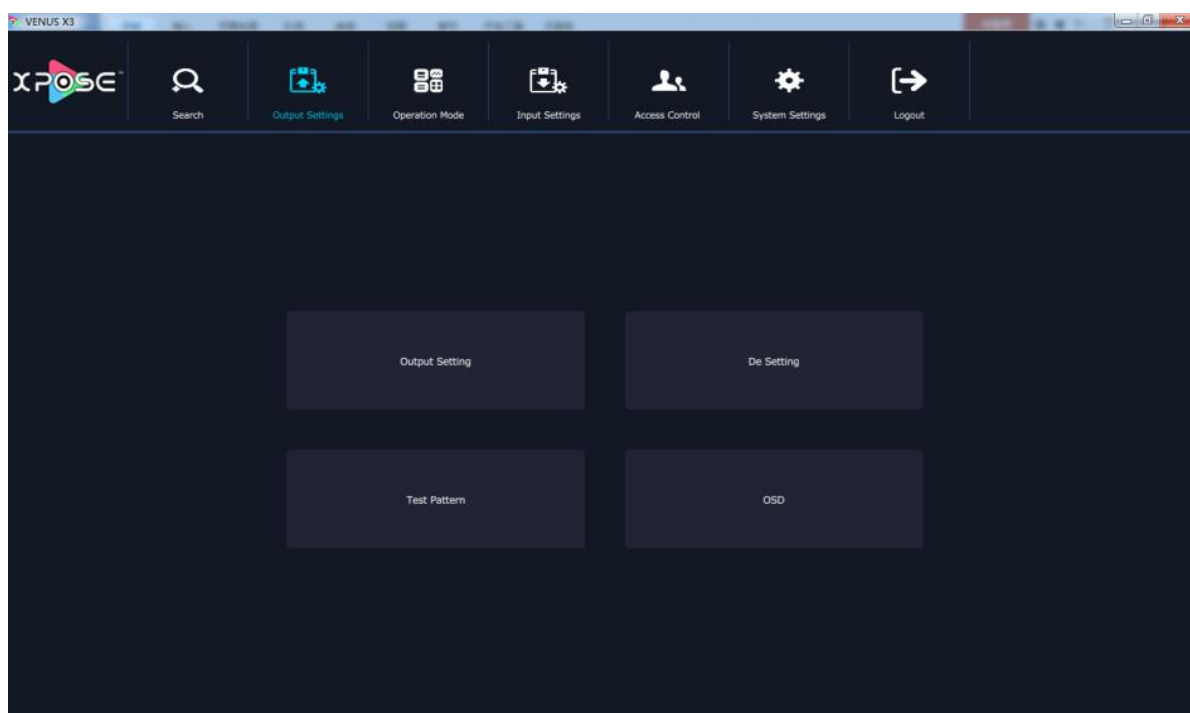 VENUS X3
XPOSE™
Search
Output Settings
Operation Mode
Input Settings
Access Control
System Settings
Logout
Output Setting
De Setting
Test Pattern
OSD